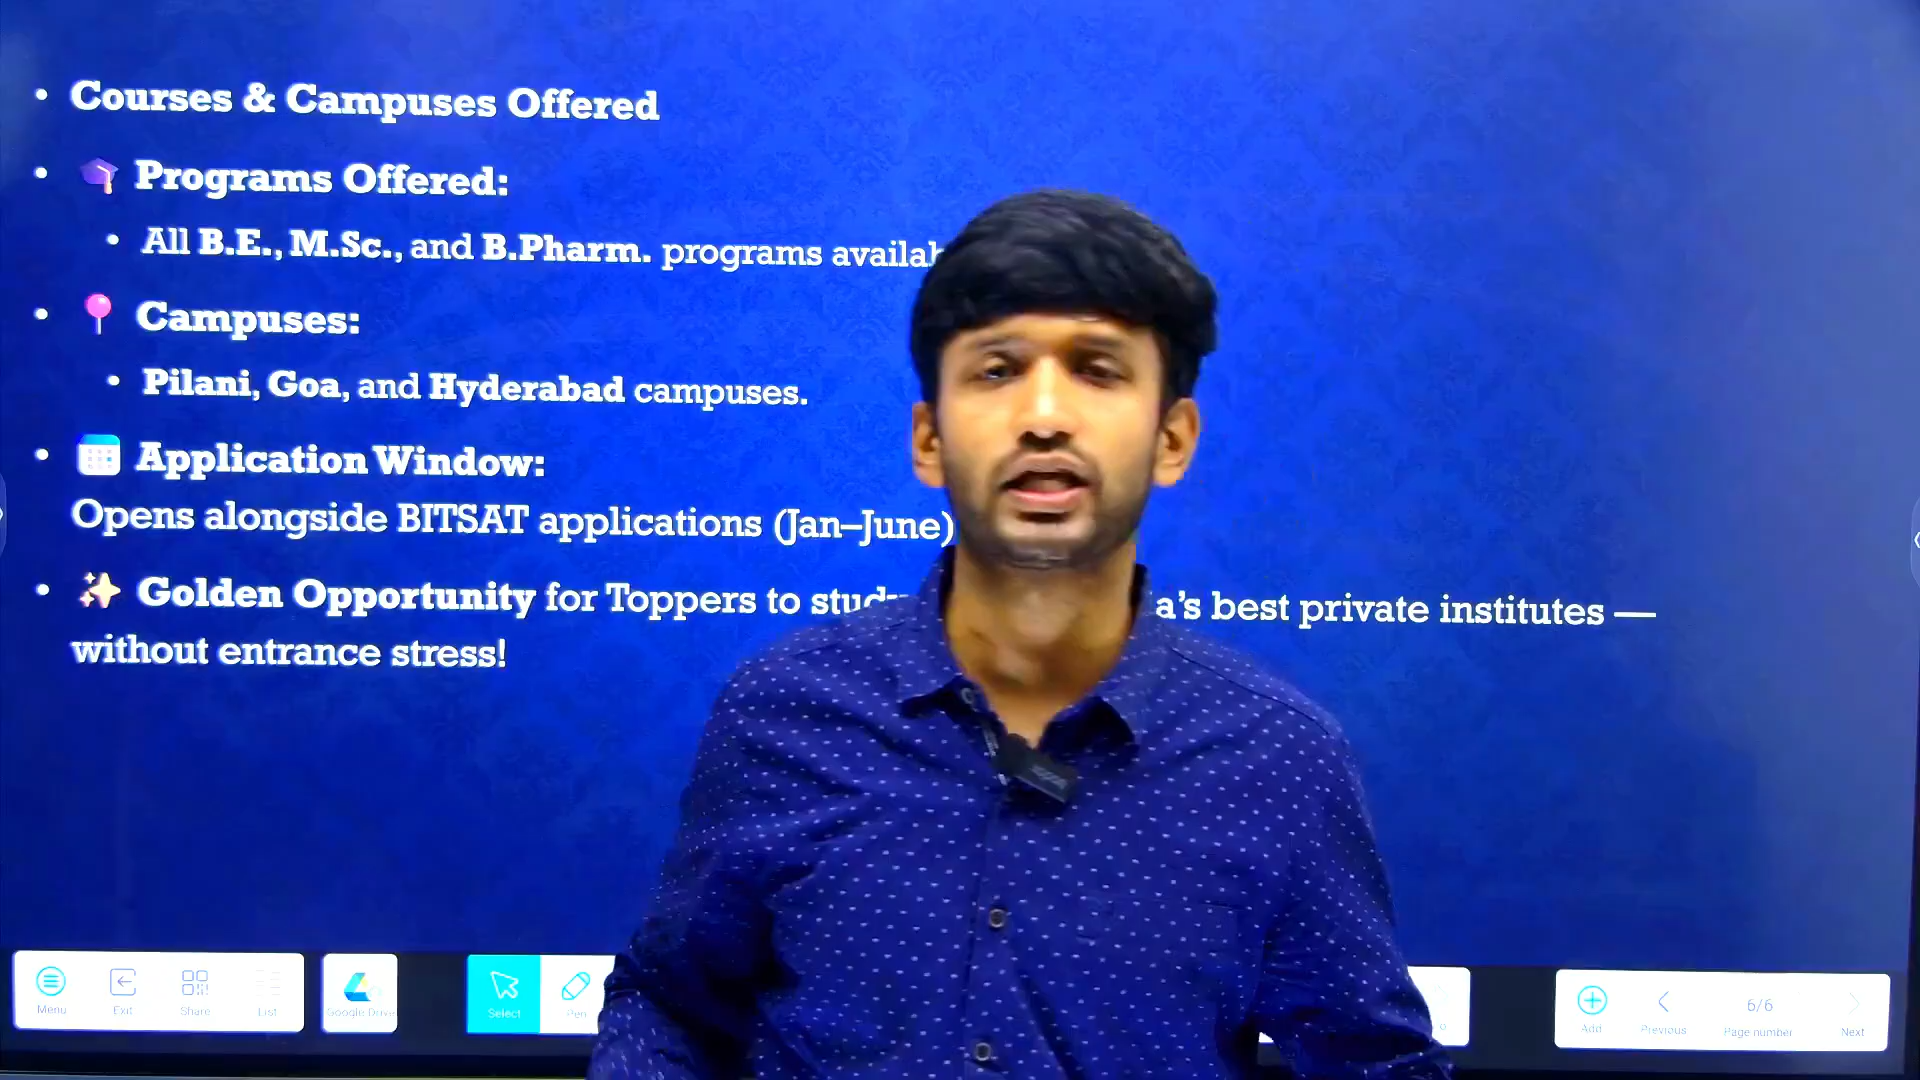 Courses & Campuses Offered
Programs Offered:
All B.E., M.Sc., and B.Pharm. programs
Campuses:
Pilani, Goa, and Hyderabad campuses.
Application Window:
Opens alongside BITSAT applications (Jan–June)
Golden Opportunity for Toppers to best private institutes —
without entrance stress!
Menu Exit Share List Google Drive Select Pen Add Previous 6/6 Page number Next